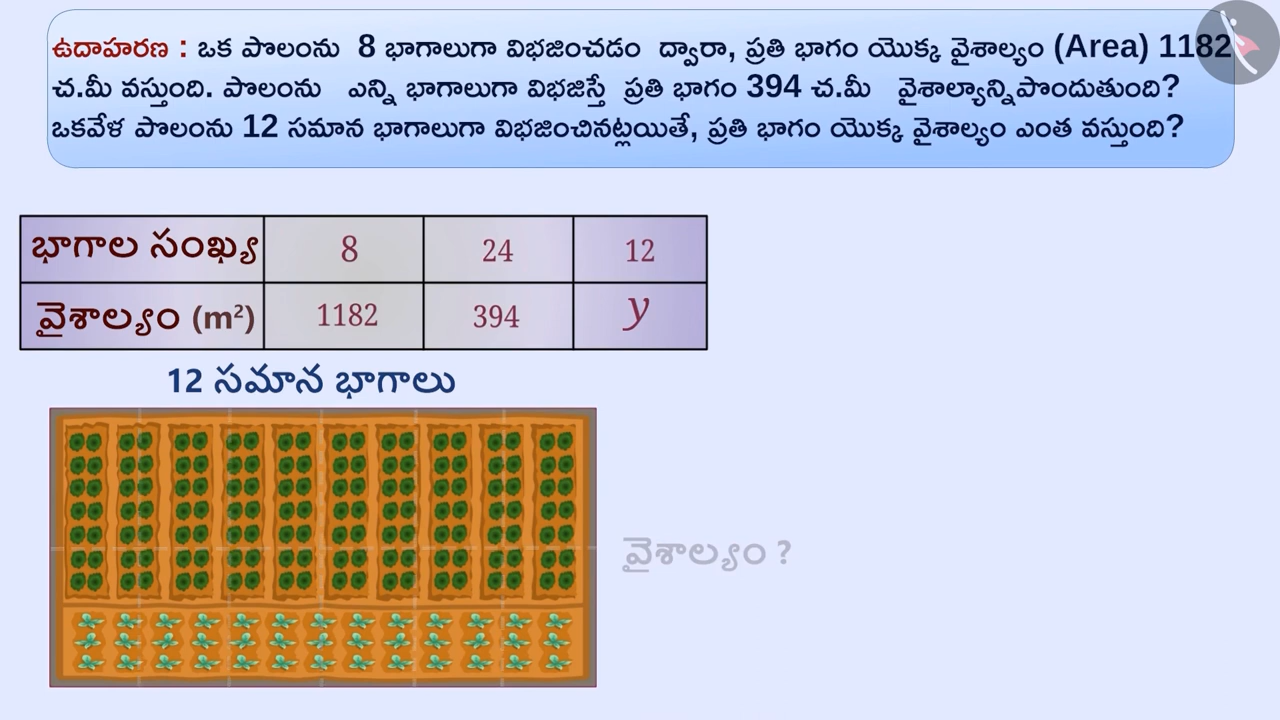 ఉదాహరణ : ఒక పొలంను 8 భాగాలుగా విభజించడం ద్వారా, ప్రతి భాగం యొక్క వైశాల్యం (Area) 1182
చ.మీ వస్తుంది. పొలంను ఎన్ని భాగాలుగా విభజిస్తే ప్రతి భాగం 394 చ.మీ వైశాల్యాన్నిపొందుతుంది?
ఒకవేళ పొలంను 12 సమాన భాగాలుగా విభజించినట్లయితే, ప్రతి భాగం యొక్క వైశాల్యం ఎంత వస్తుంది?
భాగాల సంఖ్య 8 24 12
వైశాల్యం (m²) 1182 394 y
12 సమాన భాగాలు
వైశాల్యం ?